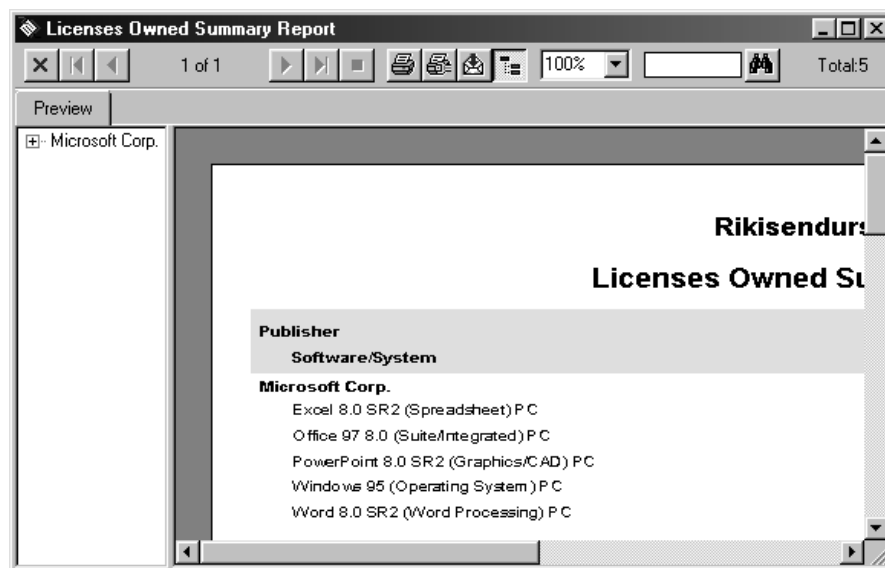 Licenses Owned Summary Report
1 of 1 100% Total:5
Preview
Microsoft Corp.
Rikisendurs
Licenses Owned Su
Publisher
Software/System
Microsoft Corp.
Excel 8.0 SR2 (Spreadsheet) PC
Office 97 8.0 (Suite/Integrated) PC
PowerPoint 8.0 SR2 (Graphics/CAD) PC
Windows 95 (Operating System) PC
Word 8.0 SR2 (Word Processing) PC